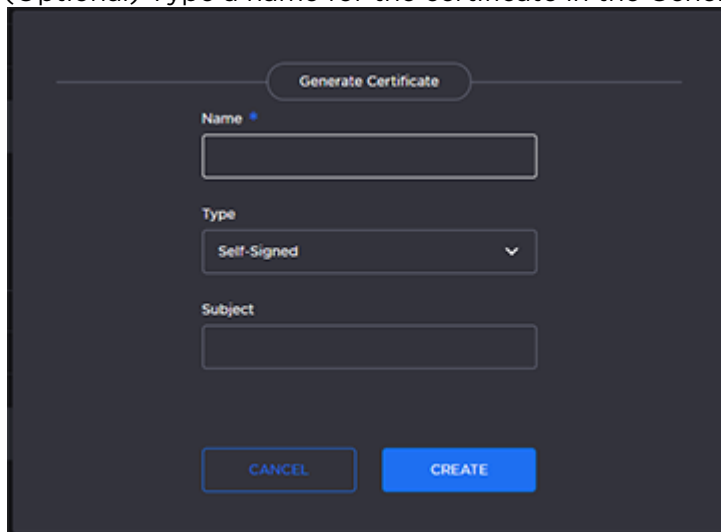 (Optional) Type a name for the certificate in the Gener
Generate Certificate
Name *
Type
Self-Signed
Subject
CANCEL
CREATE